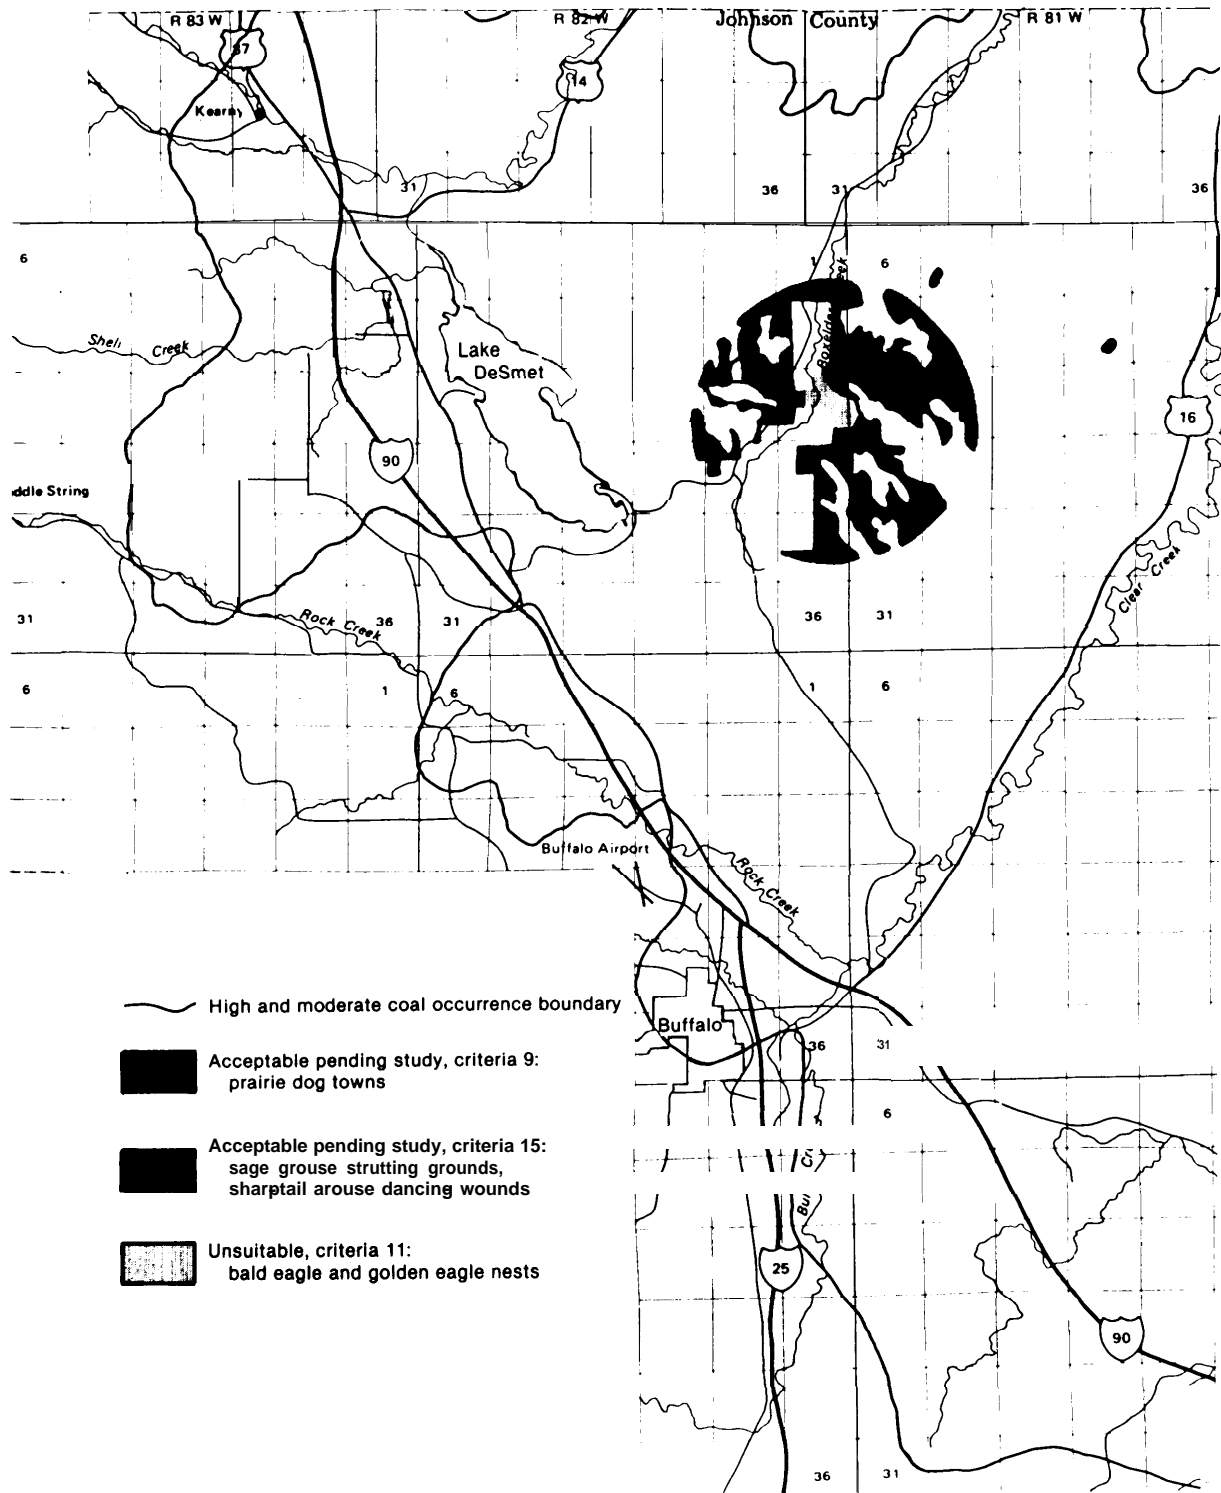 R 83 W
R 82 W
Johnson County
R 81 W
87
14
Kearny
31
36
31
36
6
1
6
Shell Creek
Lake
DeSmet
90
16
ddle String
Clear Creek
31
Rock Creek
36
31
36
31
6
1
6
1
6
Buffalo Airport
Rock Creek
High and moderate coal occurrence boundary
Buffalo
36
31
Acceptable pending study, criteria 9:
prairie dog towns
6
Acceptable pending study, criteria 15:
sage grouse strutting grounds,
sharptail arouse dancing wounds
Unsuitable, criteria 11:
bald eagle and golden eagle nests
25
90
36
31